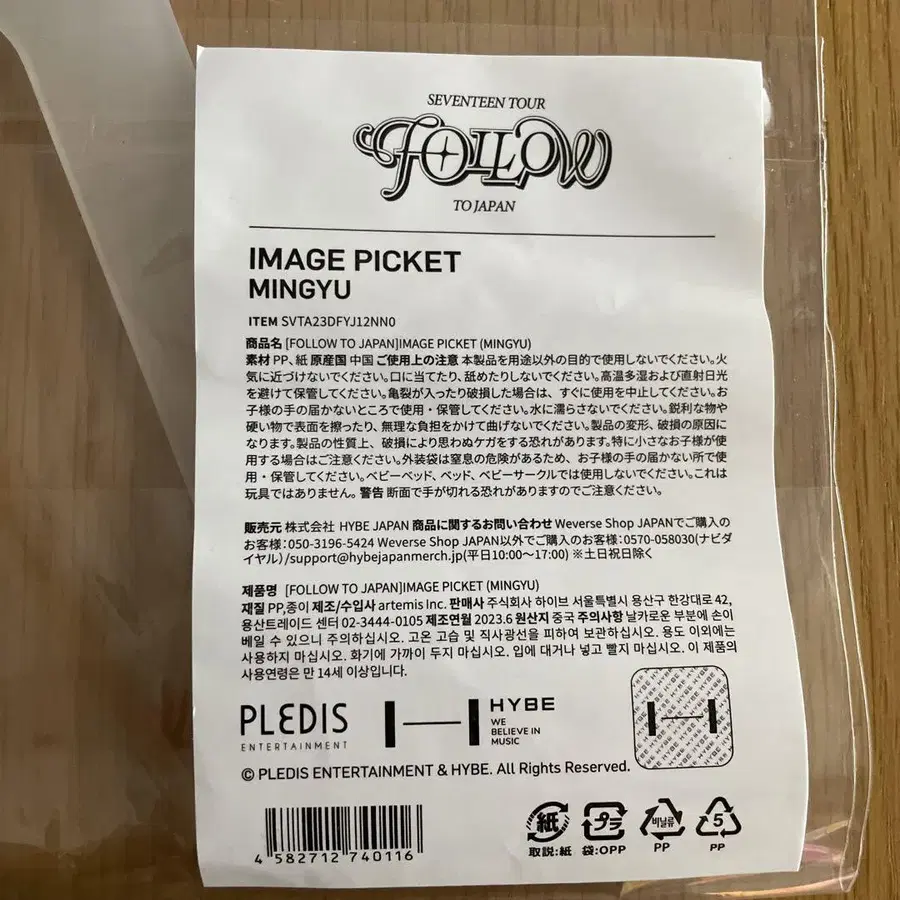 SEVENTEEN TOUR
FOLLOW
TO JAPAN
IMAGE PICKET
MINGYU
ITEM SVTA23DFYJ12NN0
商品名 [FOLLOW TO JAPAN]IMAGE PICKET (MINGYU)
素材 PP、紙 原産国 中国 ご使用上の注意 本製品を用途以外の目的で使用しないでください。火
気に近づけないでください。口に当てたり、舐めたりしないでください。高温多湿および直射日光
を避けて保管してください。亀裂が入ったり破損した場合は、すぐに使用を中止してください。お
子様の手の届かないところで使用・保管してください。水に濡らさないでください。鋭利な物や
硬い物で表面を擦ったり、無理な負担をかけて曲げないでください。製品の変形、破損の原因に
なります。製品の性質上、破損により思わぬケガをする恐れがあります。特に小さなお子様が使
用する場合はご注意ください。外装袋は窒息の危険があるため、お子様の手の届かない所で使
用・保管してください。ベビーベッド、ベッド、ベビーサークルでは使用しないでください。これは
玩具ではありません。警告 断面で手が切れる恐れがありますのでご注意ください。
販売元 株式会社 HYBE JAPAN 商品に関するお問い合わせ Weverse Shop JAPANでご購入の
お客様：050-3196-5424 Weverse Shop JAPAN以外でご購入のお客様：0570-058030(ナビダ
イヤル)/support@hybejapanmerch.jp(平日10:00〜17:00) ※土日祝日除く
제품명 [FOLLOW TO JAPAN]IMAGE PICKET (MINGYU)
재질 PP,종이 제조/수입사 artemis Inc. 판매사 주식회사 하이브 서울특별시 용산구 한강대로 42,
용산트레이드 센터 02-3444-0105 제조연월 2023.6 원산지 중국 주의사항 날카로운 부분에 손이
베일 수 있으니 주의하십시오. 고온 고습 및 직사광선을 피하여 보관하십시오. 용도 이외에는
사용하지 마십시오. 화기에 가까이 두지 마십시오. 입에 대거나 넣고 빨지 마십시오. 이 제품의
사용연령은 만 14세 이상입니다.
PLEDIS
ENTERTAINMENT
HYBE
WE
BELIEVE IN
MUSIC
© PLEDIS ENTERTAINMENT & HYBE. All Rights Reserved.
4 582712 740116
紙 プラ 비닐류 5
取説:紙 袋:OPP PP PP